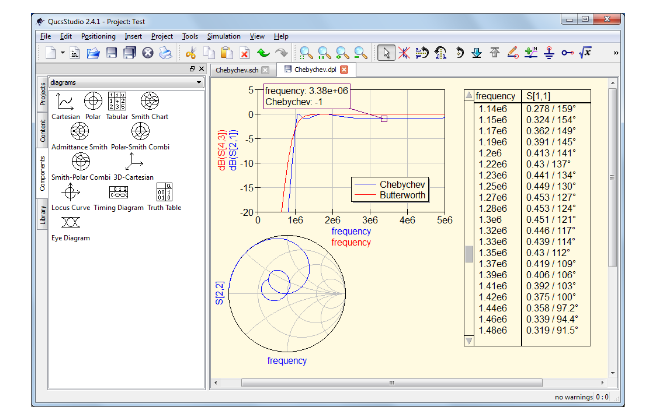 QucsStudio 2.4.1 - Project: Test
File Edit Positioning Insert Project Tools Simulation View Help
Chebychev.sch Chebychev.dpl
Projects
Content
Components
Library
diagrams
Cartesian Polar Tabular Smith Chart
Admittance Smith Polar-Smith Combi
Smith-Polar Combi 3D-Cartesian
Locus Curve Timing Diagram Truth Table
Eye Diagram
frequency: 3.38e+06
Chebychev: -1
dB(S[4,3])
dB(S[2,1])
5
0
-5
-10
-15
-20
0 1e6 2e6 3e6 4e6 5e6
Chebychev
Butterworth
frequency
frequency
S[2,2]
frequency
frequency S[1,1]
1.14e6 0.278 / 159°
1.15e6 0.324 / 154°
1.17e6 0.362 / 149°
1.19e6 0.391 / 145°
1.2e6 0.413 / 141°
1.22e6 0.43 / 137°
1.23e6 0.441 / 134°
1.25e6 0.449 / 130°
1.26e6 0.453 / 127°
1.28e6 0.453 / 124°
1.3e6 0.451 / 121°
1.32e6 0.446 / 117°
1.33e6 0.439 / 114°
1.35e6 0.43 / 112°
1.37e6 0.419 / 109°
1.39e6 0.406 / 106°
1.41e6 0.392 / 103°
1.42e6 0.375 / 100°
1.44e6 0.358 / 97.2°
1.46e6 0.339 / 94.4°
1.48e6 0.319 / 91.5°
no warnings 0 : 0